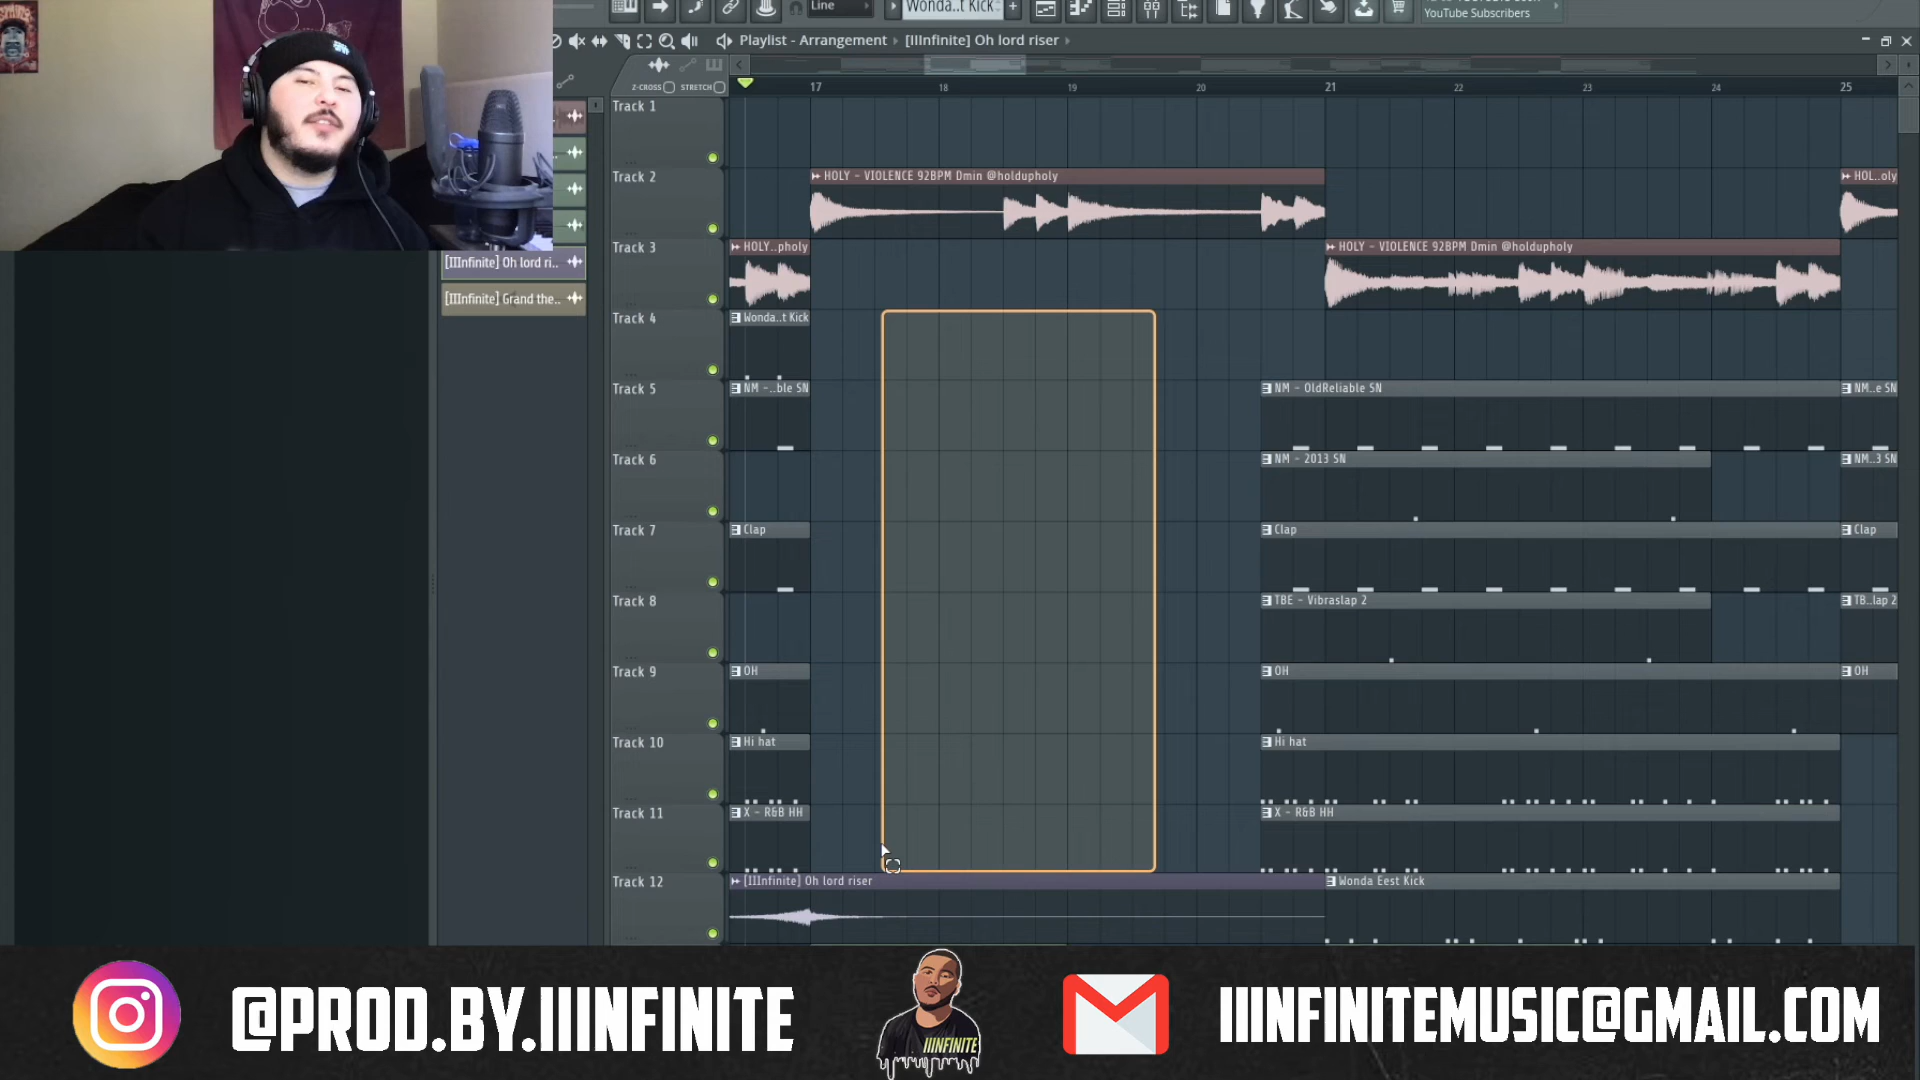 Line
Wonda..t Kick
YouTube Subscribers
Playlist - Arrangement
[IIInfinite] Oh lord riser
Z-CROSS
STRETCH
17
18
19
20
21
22
23
24
25
Track 1
Track 2
HOLY - VIOLENCE 92BPM Dmin @holdupholy
HOL..oly
Track 3
HOLY..pholy
HOLY - VIOLENCE 92BPM Dmin @holdupholy
[IIInfinite] Oh lord ri..
[IIInfinite] Grand the..
Track 4
Wonda..t Kick
Track 5
NM -..ble SN
NM - OldReliable SN
NM..e SN
Track 6
NM - 2013 SN
NM..3 SN
Track 7
Clap
Clap
Clap
Track 8
TBE - Vibraslap 2
TB..lap 2
Track 9
OH
OH
OH
Track 10
Hi hat
Hi hat
Track 11
X - R&B HH
X - R&B HH
Track 12
[IIInfinite] Oh lord riser
Wonda Eest Kick
@PROD.BY.IIINFINITE
IIINFINITE
IIINFINITEMUSIC@GMAIL.COM